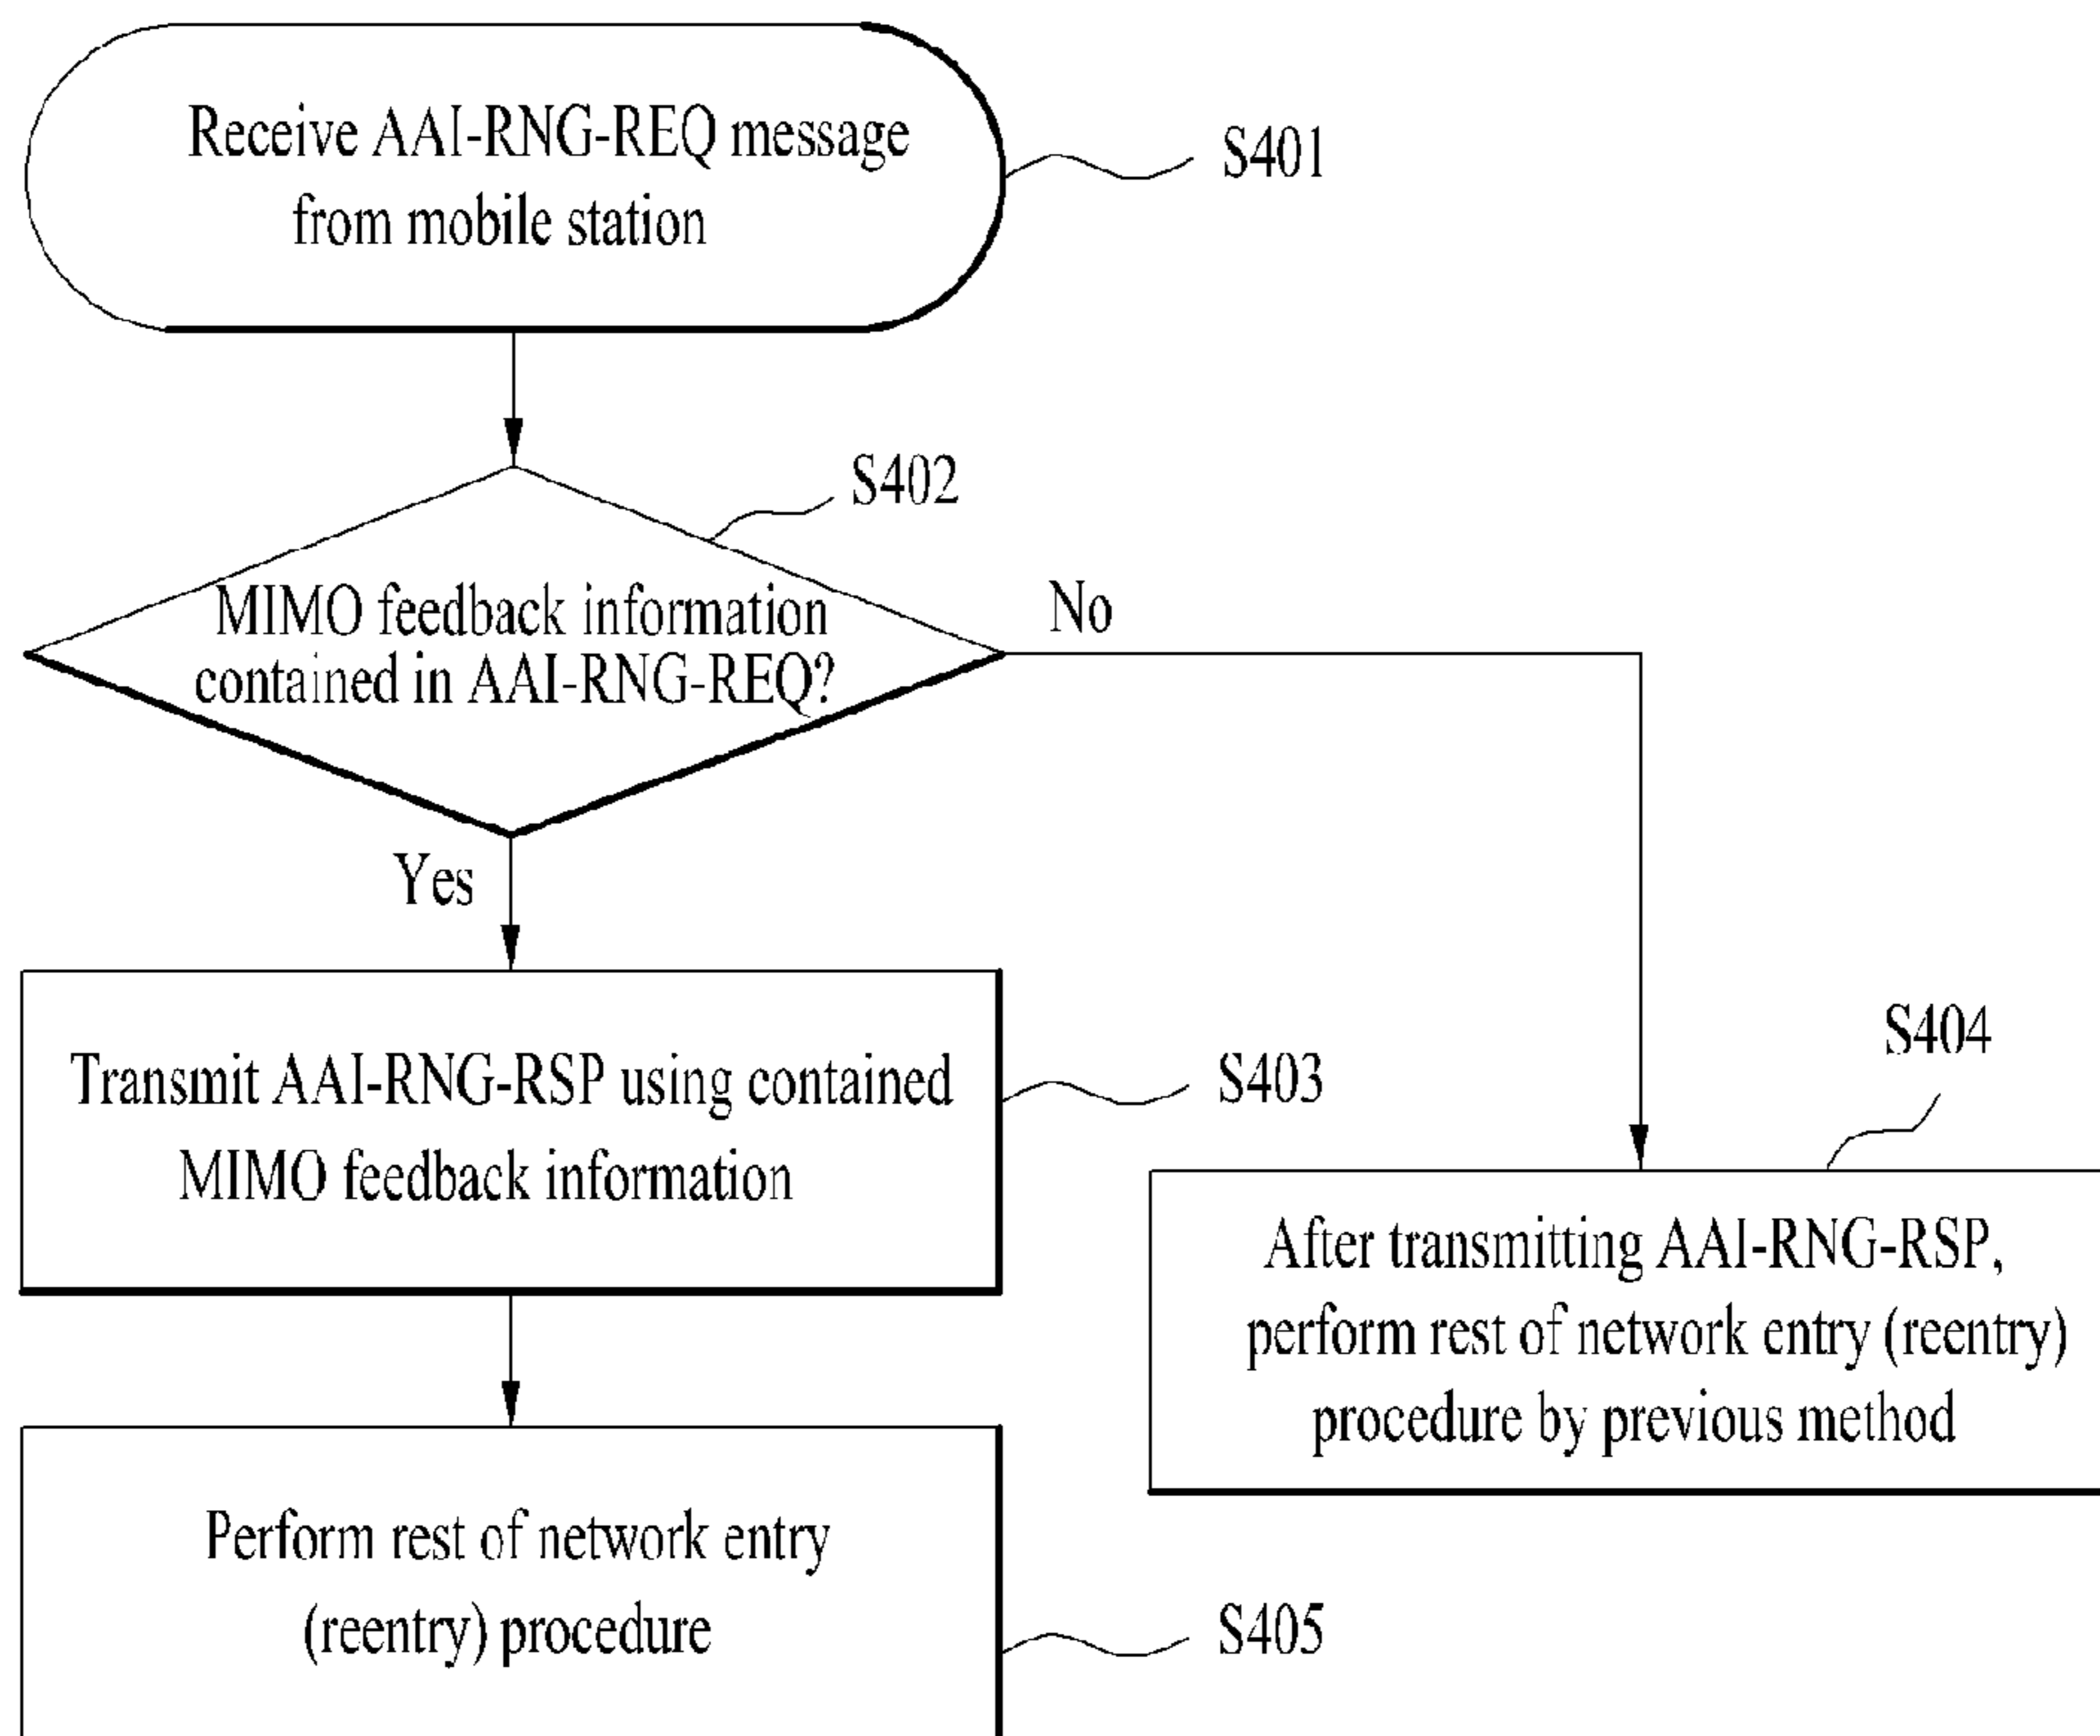 Receive AAI-RNG-REQ message
from mobile station
S401
S402
MIMO feedback information
contained in AAI-RNG-REQ?
No
Yes
Transmit AAI-RNG-RSP using contained
MIMO feedback information
S403
S404
After transmitting AAI-RNG-RSP,
perform rest of network entry (reentry)
procedure by previous method
Perform rest of network entry
(reentry) procedure
S405